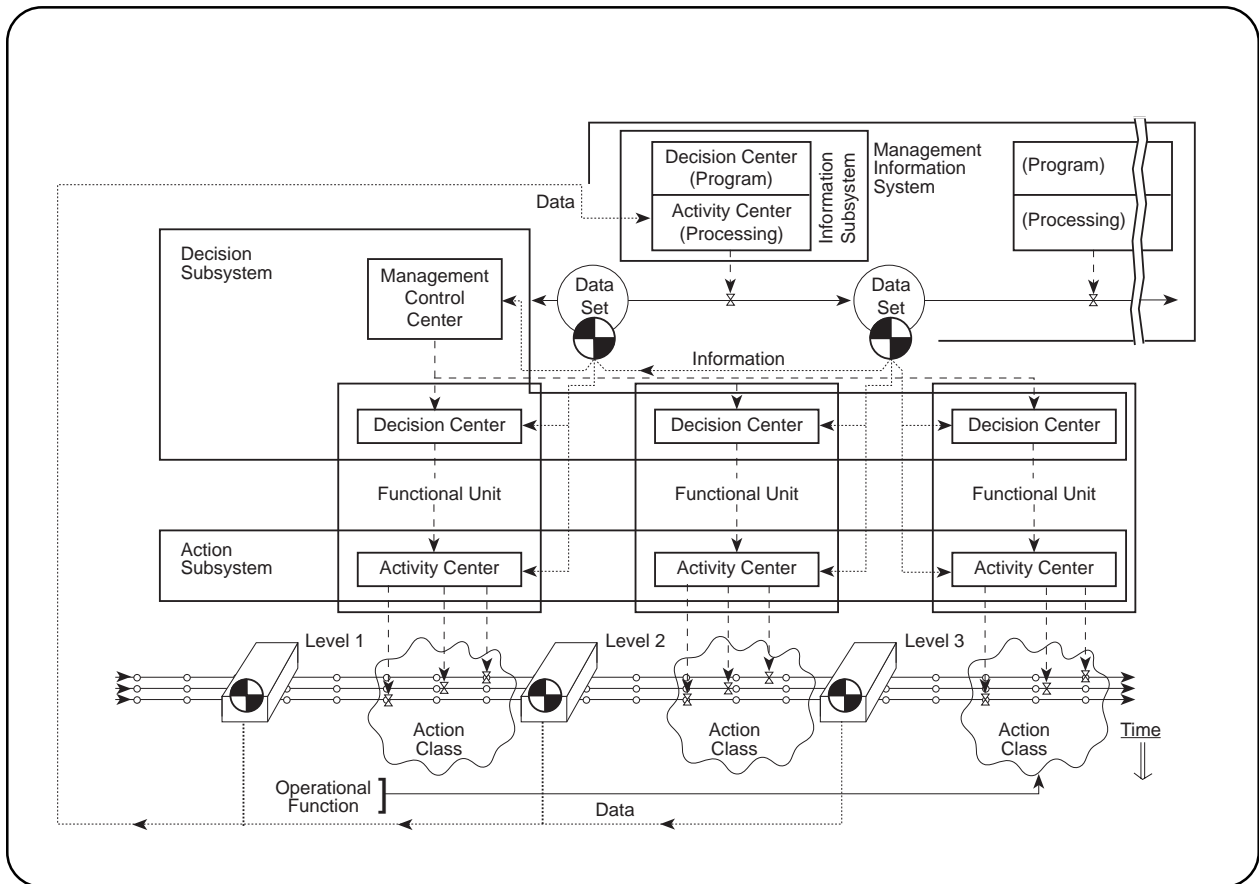 Decision Center
(Program)
Activity Center
(Processing)
Information
Subsystem
Management
Information
System
(Program)
(Processing)
Data
Decision
Subsystem
Management
Control
Center
Data
Set
Data
Set
Information
Decision Center
Decision Center
Decision Center
Functional Unit
Functional Unit
Functional Unit
Action
Subsystem
Activity Center
Activity Center
Activity Center
Level 1
Level 2
Level 3
Action
Class
Action
Class
Action
Class
Time
Operational
Function
Data